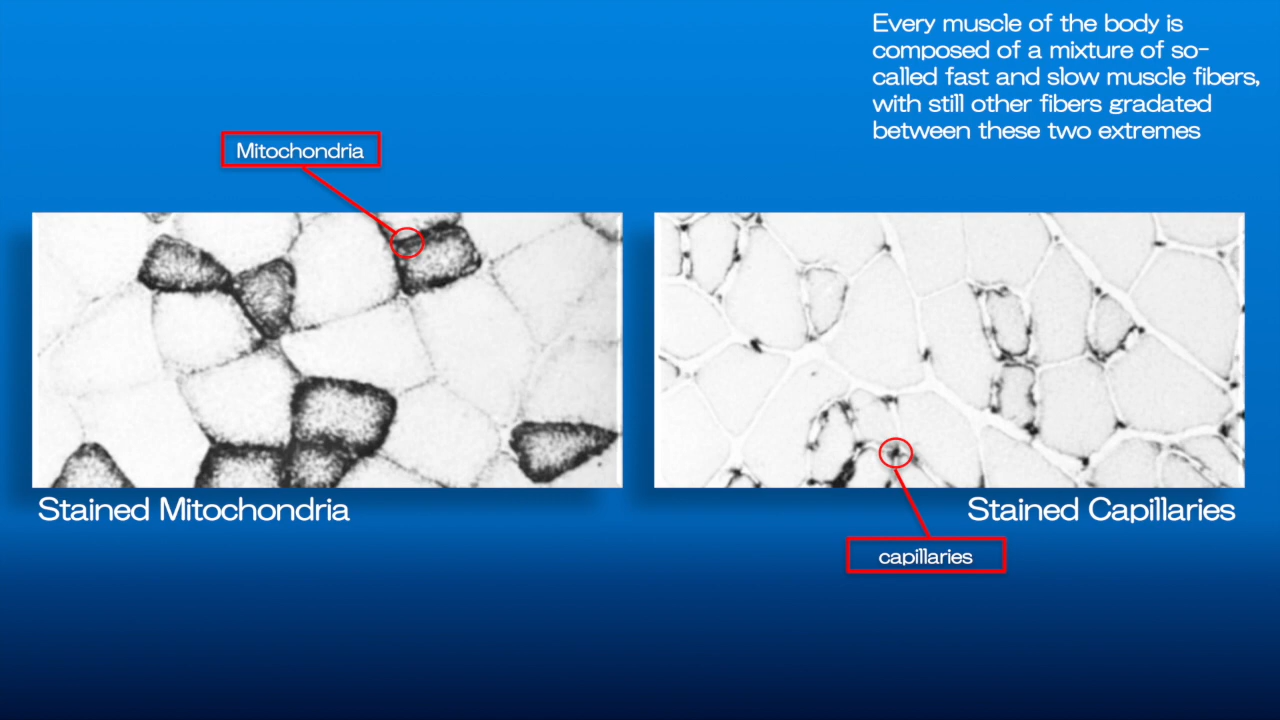 Every muscle of the body is
composed of a mixture of so-
called fast and slow muscle fibers,
with still other fibers gradated
between these two extremes
Mitochondria
Stained Mitochondria
Stained Capillaries
capillaries